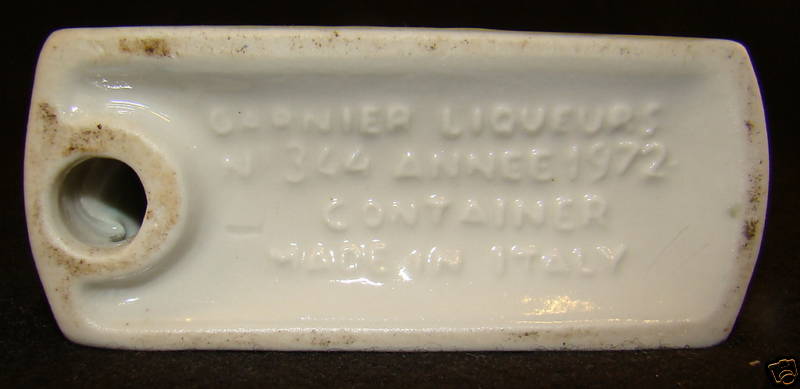 GARNIER LIQUEURS
N 344 ANNEE 1972
CONTAINER
MADE IN ITALY